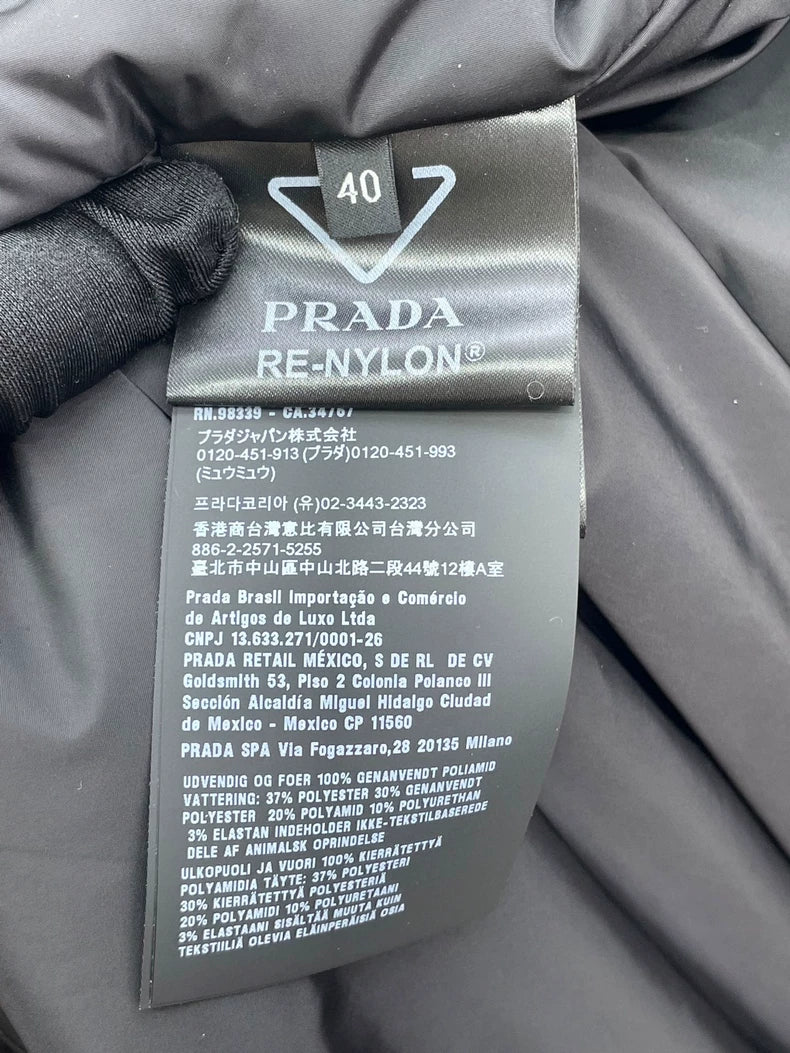 40
PRADA
RE-NYLON®
RN.98339 - CA.34767
プラダジャパン株式会社
0120-451-913 (プラダ)0120-451-993
(ミュウミュウ)
프라다코리아 (유)02-3443-2323
香港商台灣惠比有限公司台灣分公司
886-2-2571-5255
臺北市中山區中山北路二段44號12樓A室
Prada Brasil Importação e Comércio
de Artigos de Luxo Ltda
CNPJ 13.633.271/0001-26
PRADA RETAIL MÉXICO, S DE RL DE CV
Goldsmith 53, Piso 2 Colonia Polanco III
Sección Alcaldía Miguel Hidalgo Ciudad
de Mexico - Mexico CP 11560
PRADA SPA Via Fogazzaro,28 20135 Milano
UDVENDIG OG FOER 100% GENANVENDT POLIAMID
VATTERING: 37% POLYESTER 30% GENANVENDT
POLYESTER 20% POLYAMID 10% POLYURETHAN
3% ELASTAN INDEHOLDER IKKE-TEKSTILBASEREDE
DELE AF ANIMALSK OPRINDELSE
ULKOPUOLI JA VUORI 100% KIERRÄTETTYÄ
POLYAMIDIA TÄYTE: 37% POLYESTERI
30% KIERRÄTETTYÄ POLYESTERIÄ
20% POLYAMIDI 10% POLYURETAANI
3% ELASTAANI SISÄLTÄÄ MUUTA KUIN
TEKSTIILIÄ OLEVIA ELÄINPERÄISIÄ OSIA